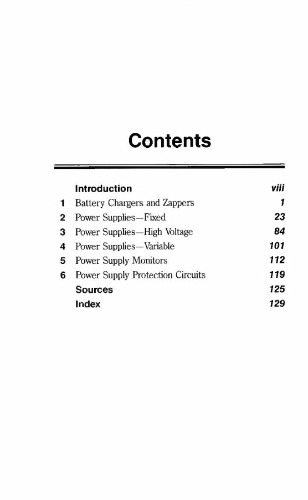 Contents
Introduction viii
1 Battery Chargers and Zappers 1
2 Power Supplies—Fixed 23
3 Power Supplies—High Voltage 84
4 Power Supplies—Variable 101
5 Power Supply Monitors 112
6 Power Supply Protection Circuits 119
Sources 125
Index 129